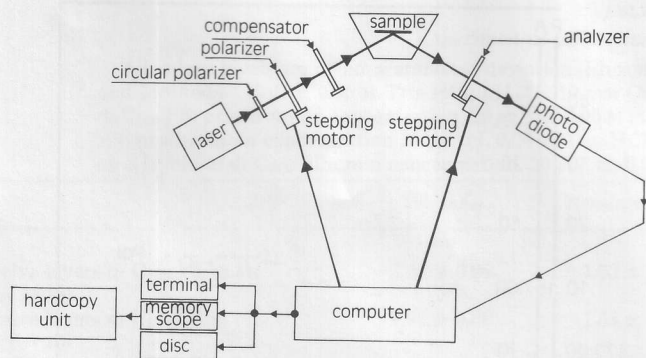 sample
compensator
polarizer
circular polarizer
analyzer
laser
stepping
motor
stepping
motor
photo
diode
terminal
memory
scope
disc
hardcopy
unit
computer